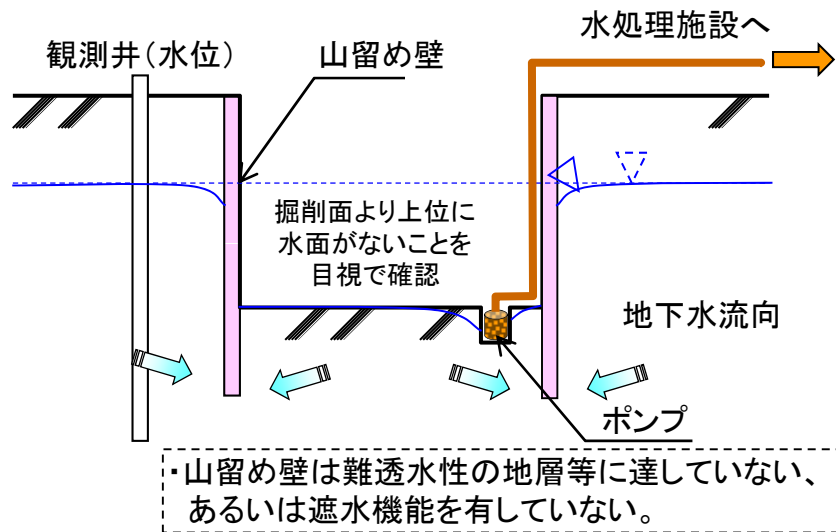 水処理施設へ
観測井(水位)
山留め壁
掘削面より上位に
水面がないことを
目視で確認
地下水流向
ポンプ
・山留め壁は難透水性の地層等に達していない、
あるいは遮水機能を有していない。